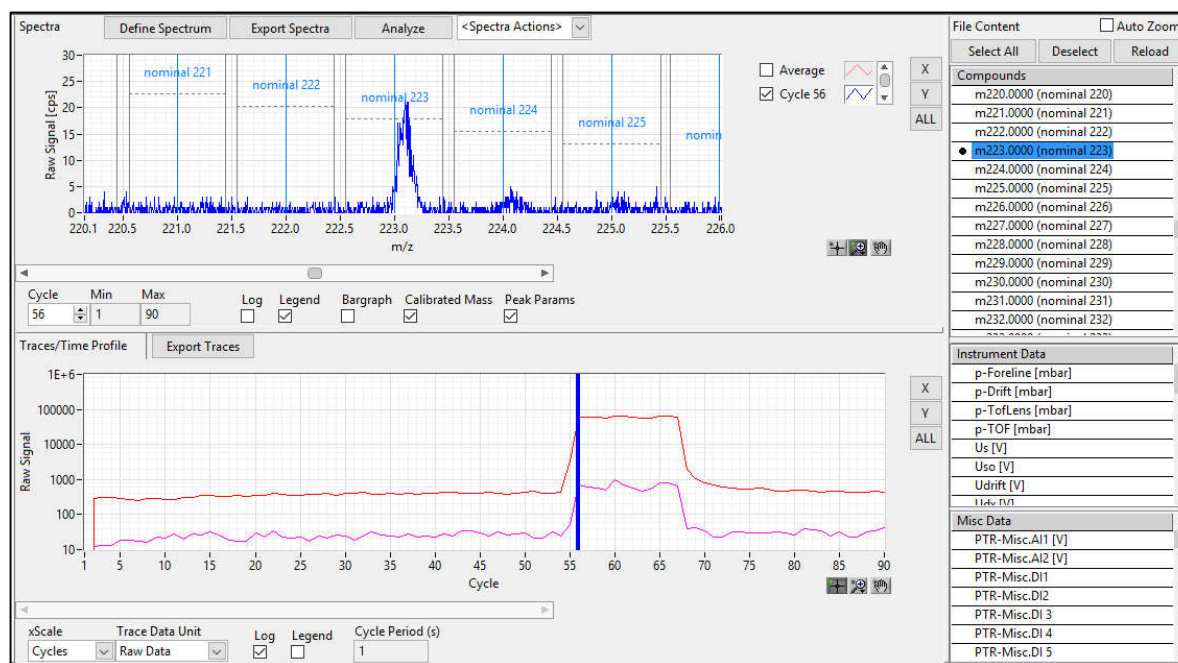 Spectra Define Spectrum Export Spectra Analyze <Spectra Actions>
30
25
20
15
10
5
0
Raw Signal [cps]
nominal 221
nominal 222
nominal 223
nominal 224
nominal 225
nomin
220.1 220.5 221.0 221.5 222.0 222.5 223.0 223.5 224.0 224.5 225.0 225.5 226.0
m/z
Average
Cycle 56
X
Y
ALL
Cycle Min Max
56 1 90
Log Legend Bargraph Calibrated Mass Peak Params
Traces/Time Profile Export Traces
1E+6
100000
10000
1000
100
10
Raw Signal
1 5 10 15 20 25 30 35 40 45 50 55 60 65 70 75 80 85 90
Cycle
X
Y
ALL
xScale Trace Data Unit Log Legend Cycle Period (s)
Cycles Raw Data 1
File Content Auto Zoom
Select All Deselect Reload
Compounds
m220.0000 (nominal 220)
m221.0000 (nominal 221)
m222.0000 (nominal 222)
m223.0000 (nominal 223)
m224.0000 (nominal 224)
m225.0000 (nominal 225)
m226.0000 (nominal 226)
m227.0000 (nominal 227)
m228.0000 (nominal 228)
m229.0000 (nominal 229)
m230.0000 (nominal 230)
m231.0000 (nominal 231)
m232.0000 (nominal 232)
Instrument Data
p-Foreline [mbar]
p-Drift [mbar]
p-TofLens [mbar]
p-TOF [mbar]
Us [V]
Uso [V]
Udrift [V]
Misc Data
PTR-Misc.AI1 [V]
PTR-Misc.AI2 [V]
PTR-Misc.DI1
PTR-Misc.DI2
PTR-Misc.DI 3
PTR-Misc.DI 4
PTR-Misc.DI 5